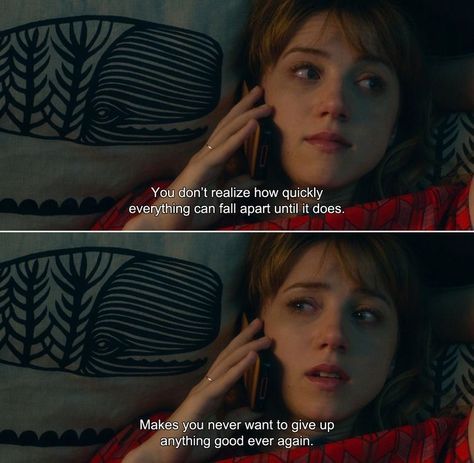 You don't realize how quickly
everything can fall apart until it does.
Makes you never want to give up
anything good ever again.